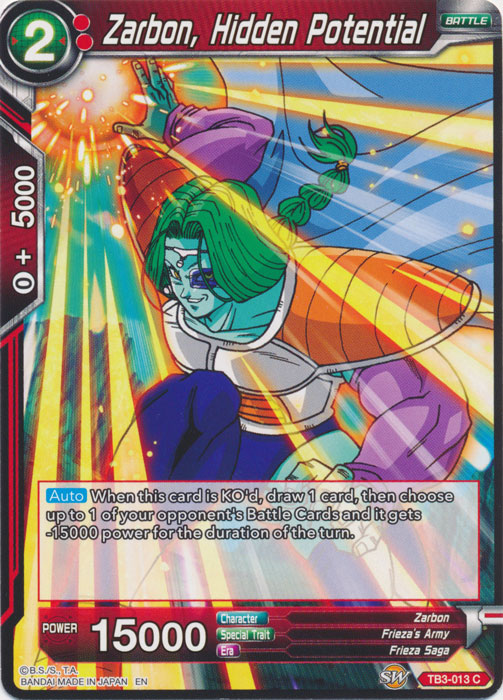 2
Zarbon, Hidden Potential
BATTLE
0 + 5000
Auto When this card is KO'd, draw 1 card, then choose
up to 1 of your opponent's Battle Cards and it gets
-15000 power for the duration of the turn.
POWER 15000
Character Zarbon
Special Trait Frieza's Army
Era Frieza Saga
©B.S./S., T.A.
BANDAI MADE IN JAPAN EN
SW
TB3-013 C